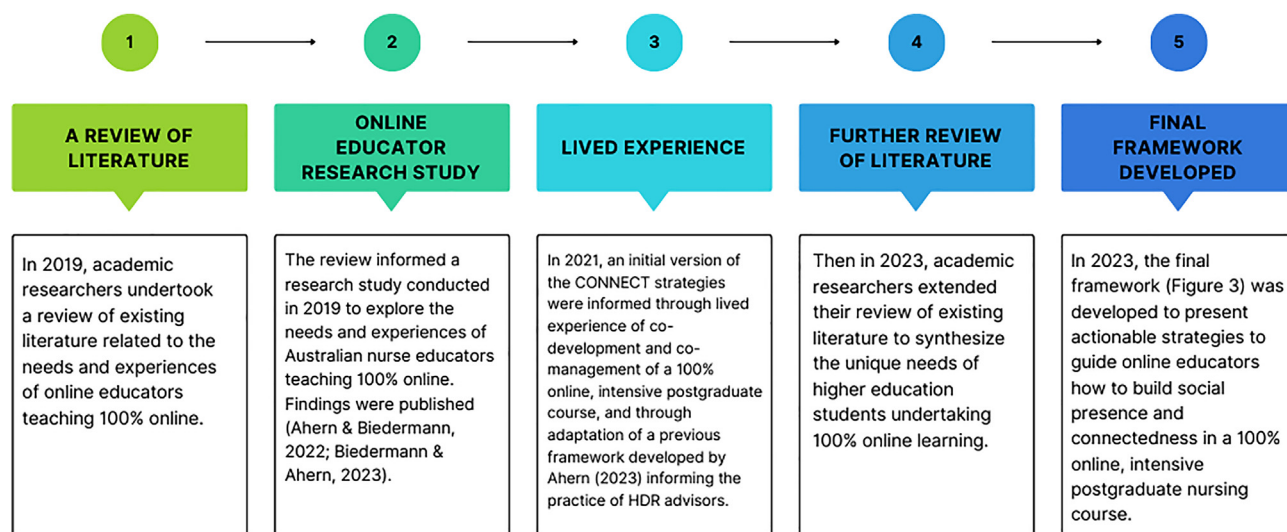 1
2
3
4
5
A REVIEW OF
LITERATURE
ONLINE
EDUCATOR
RESEARCH STUDY
LIVED EXPERIENCE
FURTHER REVIEW
OF LITERATURE
FINAL
FRAMEWORK
DEVELOPED
In 2019, academic
researchers undertook
a review of existing
literature related to the
needs and experiences
of online educators
teaching 100% online.
The review informed a
research study conducted
in 2019 to explore the
needs and experiences of
Australian nurse educators
teaching 100% online.
Findings were published
(Ahern & Biedermann,
2022; Biedermann &
Ahern, 2023).
In 2021, an initial version of
the CONNECT strategies
were informed through lived
experience of co-
development and co-
management of a 100%
online, intensive postgraduate
course, and through
adaptation of a previous
framework developed by
Ahern (2023) informing the
practice of HDR advisors.
Then in 2023, academic
researchers extended
their review of existing
literature to synthesize
the unique needs of
higher education
students undertaking
100% online learning.
In 2023, the final
framework (Figure 3) was
developed to present
actionable strategies to
guide online educators
how to build social
presence and
connectedness in a 100%
online, intensive
postgraduate nursing
course.